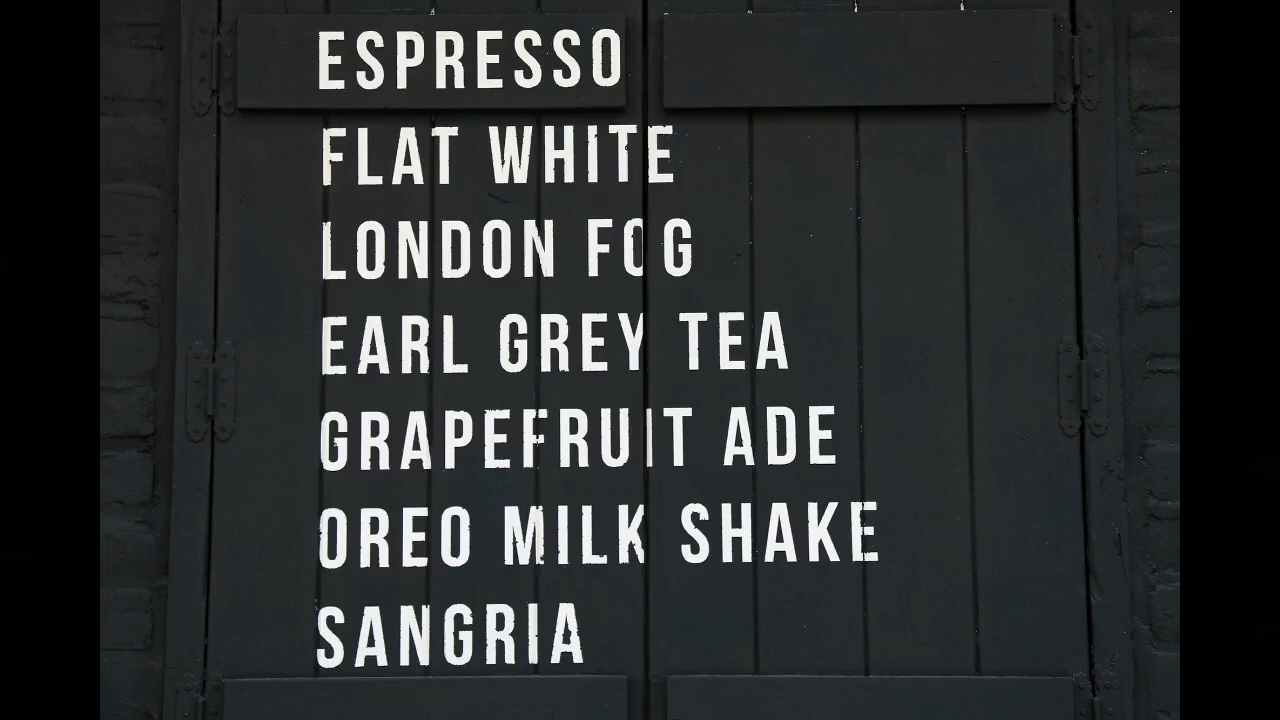 ESPRESSO
FLAT WHITE
LONDON FOG
EARL GREY TEA
GRAPEFRUIT ADE
OREO MILK SHAKE
SANGRIA